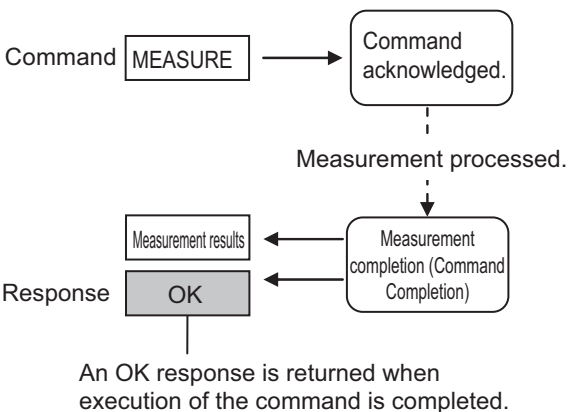 Command
MEASURE
Command
acknowledged.
Measurement processed.
Measurement results
Measurement
completion (Command
Completion)
Response
OK
An OK response is returned when
execution of the command is completed.